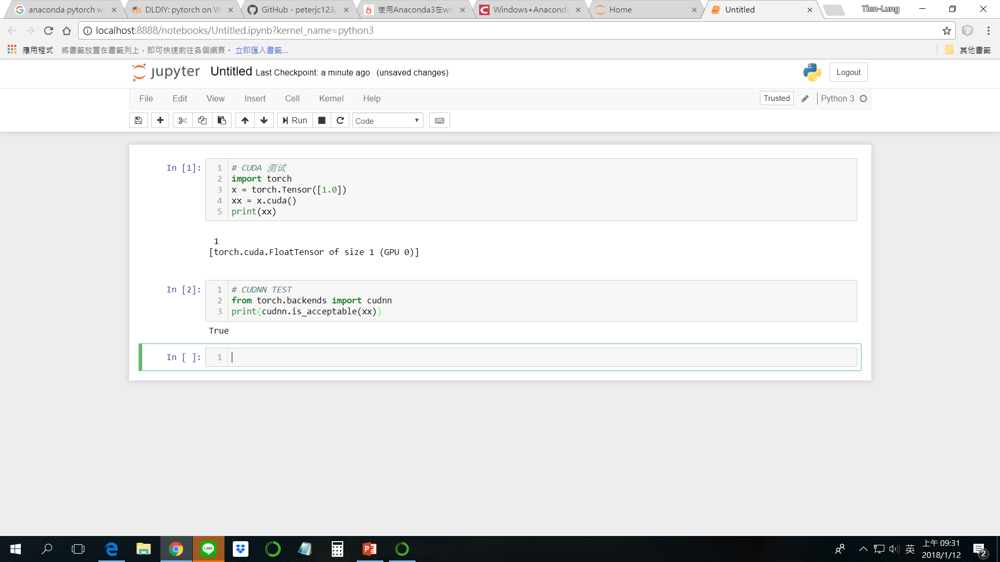 anaconda pytorch wi
DLDIY: pytorch on W
GitHub - peterjc123/
使用Anaconda3在win
Windows+Anaconda
Home
Untitled
Tien-Lung
localhost:8888/notebooks/Untitled.ipynb?kernel_name=python3
應用程式 將書籤放置在書籤列上，即可快速前往各個網頁。 立即匯入書籤...
其他書籤
jupyter Untitled Last Checkpoint: a minute ago (unsaved changes)
Logout
File Edit View Insert Cell Kernel Help
Trusted Python 3
Run Code
In [1]:
1 # CUDA 测试
2 import torch
3 x = torch.Tensor([1.0])
4 xx = x.cuda()
5 print(xx)
1
[torch.cuda.FloatTensor of size 1 (GPU 0)]
In [2]:
1 # CUDNN TEST
2 from torch.backends import cudnn
3 print(cudnn.is_acceptable(xx))
True
In [ ]: 1
LINE
英
上午 09:31
2018/1/12
2